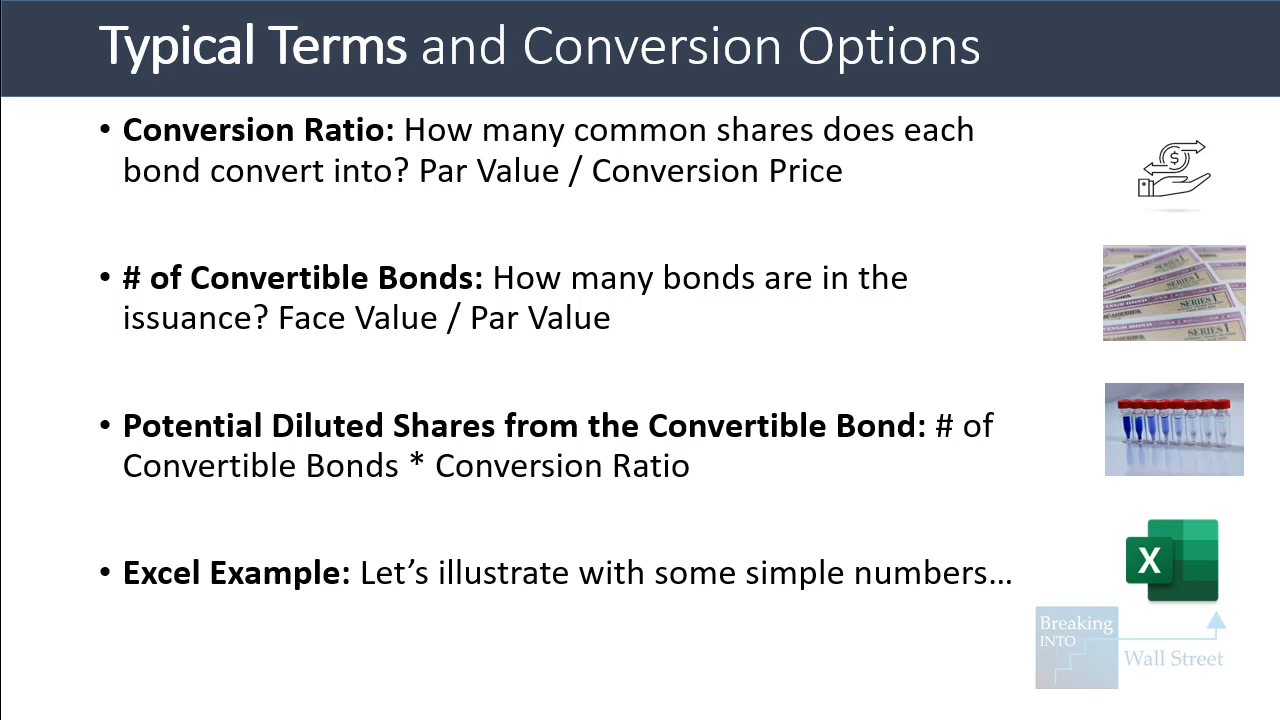 Typical Terms and Conversion Options
• Conversion Ratio: How many common shares does each
bond convert into? Par Value / Conversion Price
• # of Convertible Bonds: How many bonds are in the
issuance? Face Value / Par Value
SERIES I
SERIES I
SERIES I
• Potential Diluted Shares from the Convertible Bond: # of
Convertible Bonds * Conversion Ratio
• Excel Example: Let's illustrate with some simple numbers…
X
Breaking
INTO
Wall Street